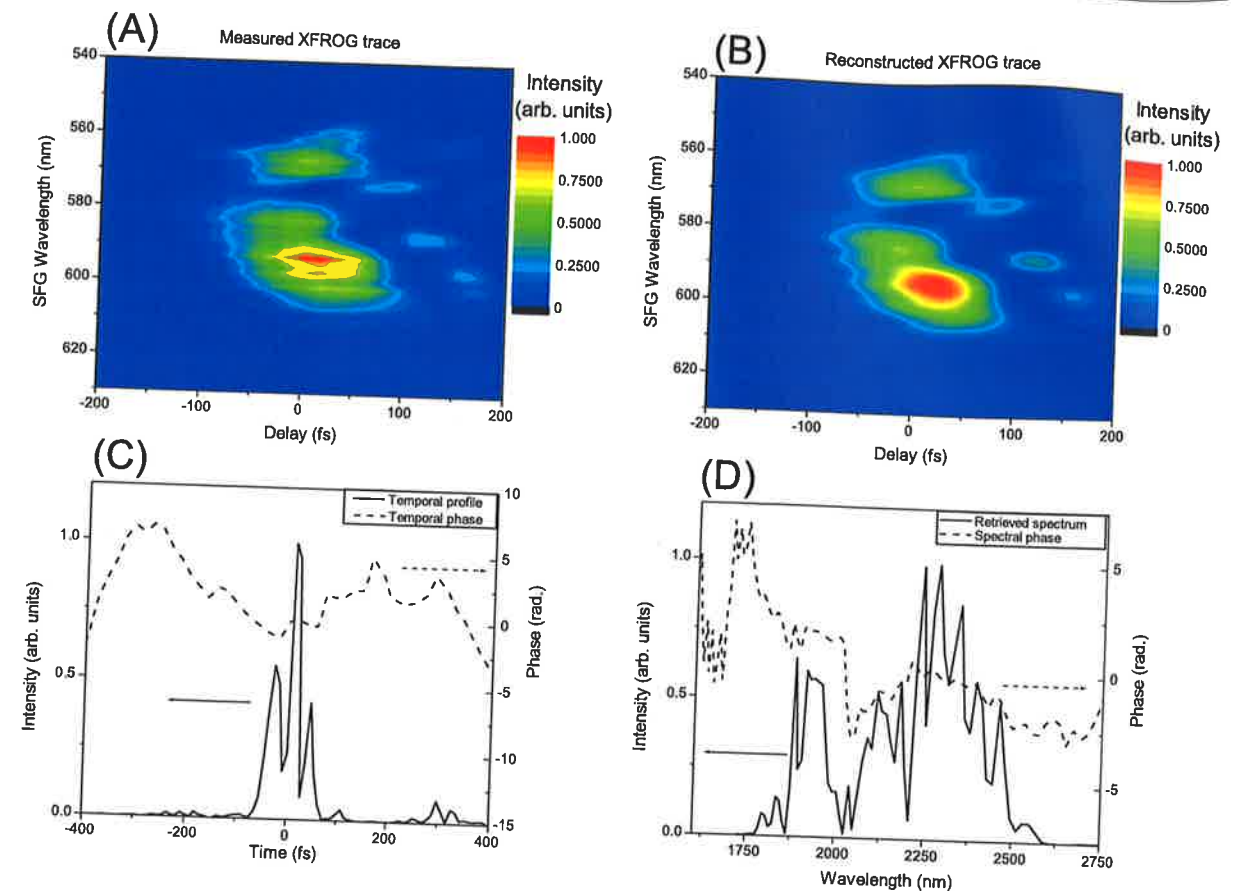 (A)
Measured XFROG trace
540
560
580
600
620
SFG Wavelength (nm)
-200
-100
0
100
200
Delay (fs)
Intensity
(arb. units)
1.000
0.7500
0.5000
0.2500
0
(B)
Reconstructed XFROG trace
540
560
580
600
620
SFG Wavelength (nm)
-200
-100
0
100
200
Delay (fs)
Intensity
(arb. units)
1.000
0.7500
0.5000
0.2500
0
(C)
Temporal profile
Temporal phase
1.0
0.5
0.0
Intensity (arb. units)
10
5
0
-5
-10
-15
Phase (rad.)
-400
-200
0
200
400
Time (fs)
(D)
Retrieved spectrum
Spectral phase
1.0
0.5
0.0
Intensity (arb. units)
5
0
-5
Phase (rad.)
1750
2000
2250
2500
2750
Wavelength (nm)